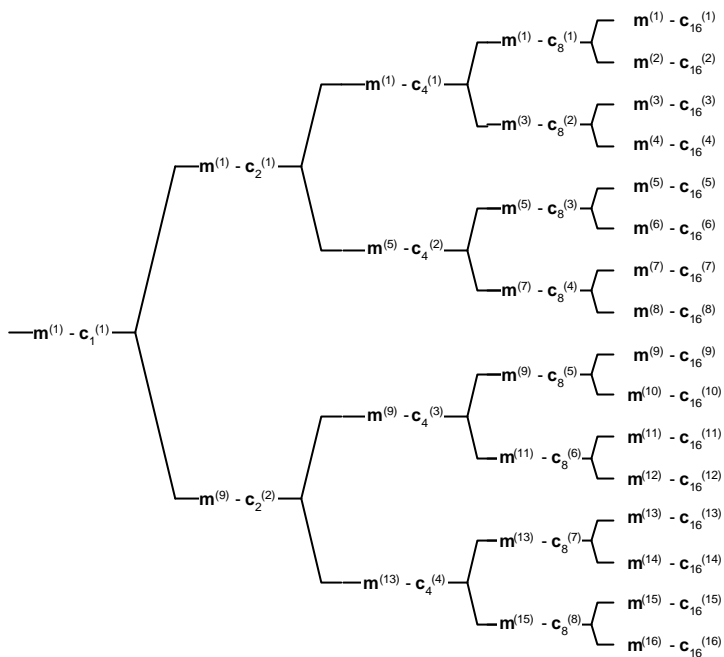 m⁽¹⁾ - c₁₆⁽¹⁾
m⁽¹⁾ - c₈⁽¹⁾
m⁽²⁾ - c₁₆⁽²⁾
m⁽¹⁾ - c₄⁽¹⁾
m⁽³⁾ - c₁₆⁽³⁾
m⁽³⁾ - c₈⁽²⁾
m⁽⁴⁾ - c₁₆⁽⁴⁾
m⁽¹⁾ - c₂⁽¹⁾
m⁽⁵⁾ - c₁₆⁽⁵⁾
m⁽⁵⁾ - c₈⁽³⁾
m⁽⁶⁾ - c₁₆⁽⁶⁾
m⁽⁵⁾ - c₄⁽²⁾
m⁽⁷⁾ - c₁₆⁽⁷⁾
m⁽⁷⁾ - c₈⁽⁴⁾
m⁽⁸⁾ - c₁₆⁽⁸⁾
m⁽¹⁾ - c₁⁽¹⁾
m⁽⁹⁾ - c₁₆⁽⁹⁾
m⁽⁹⁾ - c₈⁽⁵⁾
m⁽¹⁰⁾ - c₁₆⁽¹⁰⁾
m⁽⁹⁾ - c₄⁽³⁾
m⁽¹¹⁾ - c₁₆⁽¹¹⁾
m⁽¹¹⁾ - c₈⁽⁶⁾
m⁽¹²⁾ - c₁₆⁽¹²⁾
m⁽⁹⁾ - c₂⁽²⁾
m⁽¹³⁾ - c₁₆⁽¹³⁾
m⁽¹³⁾ - c₈⁽⁷⁾
m⁽¹⁴⁾ - c₁₆⁽¹⁴⁾
m⁽¹³⁾ - c₄⁽⁴⁾
m⁽¹⁵⁾ - c₁₆⁽¹⁵⁾
m⁽¹⁵⁾ - c₈⁽⁸⁾
m⁽¹⁶⁾ - c₁₆⁽¹⁶⁾